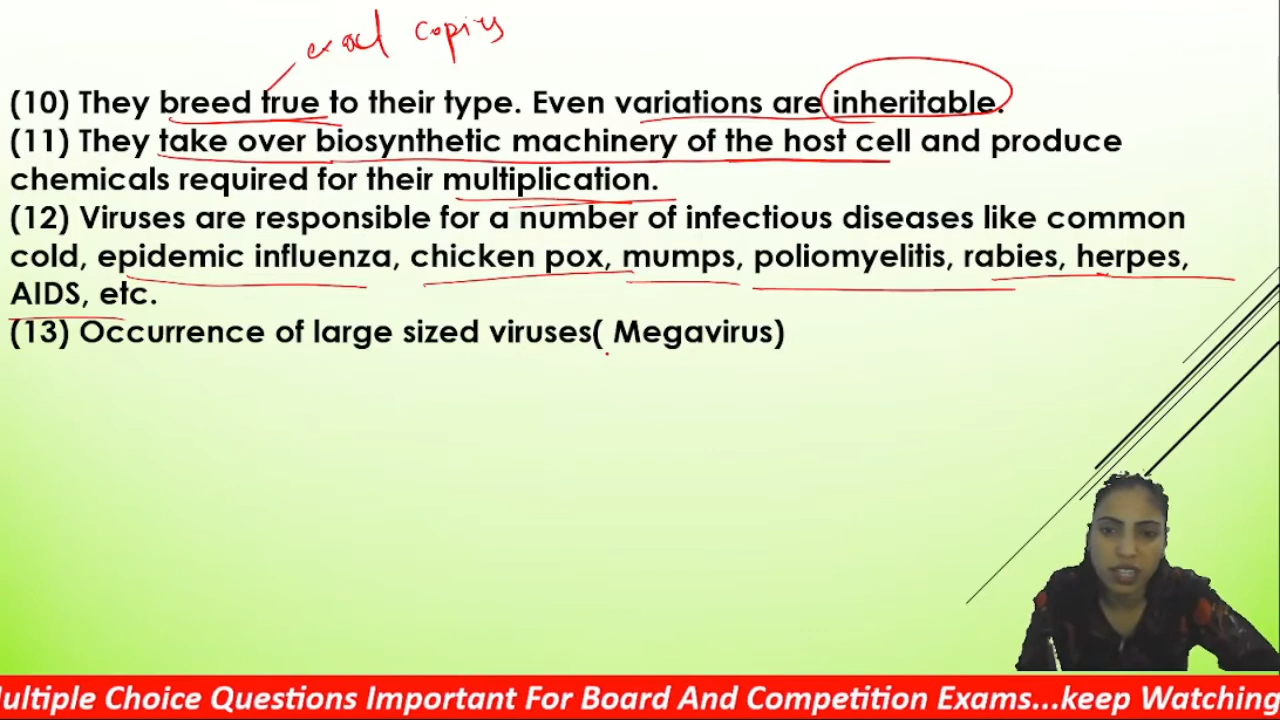 exact copies
(10) They breed true to their type. Even variations are inheritable.
(11) They take over biosynthetic machinery of the host cell and produce
chemicals required for their multiplication.
(12) Viruses are responsible for a number of infectious diseases like common
cold, epidemic influenza, chicken pox, mumps, poliomyelitis, rabies, herpes,
AIDS, etc.
(13) Occurrence of large sized viruses( Megavirus)
Multiple Choice Questions Important For Board And Competition Exams...keep Watching